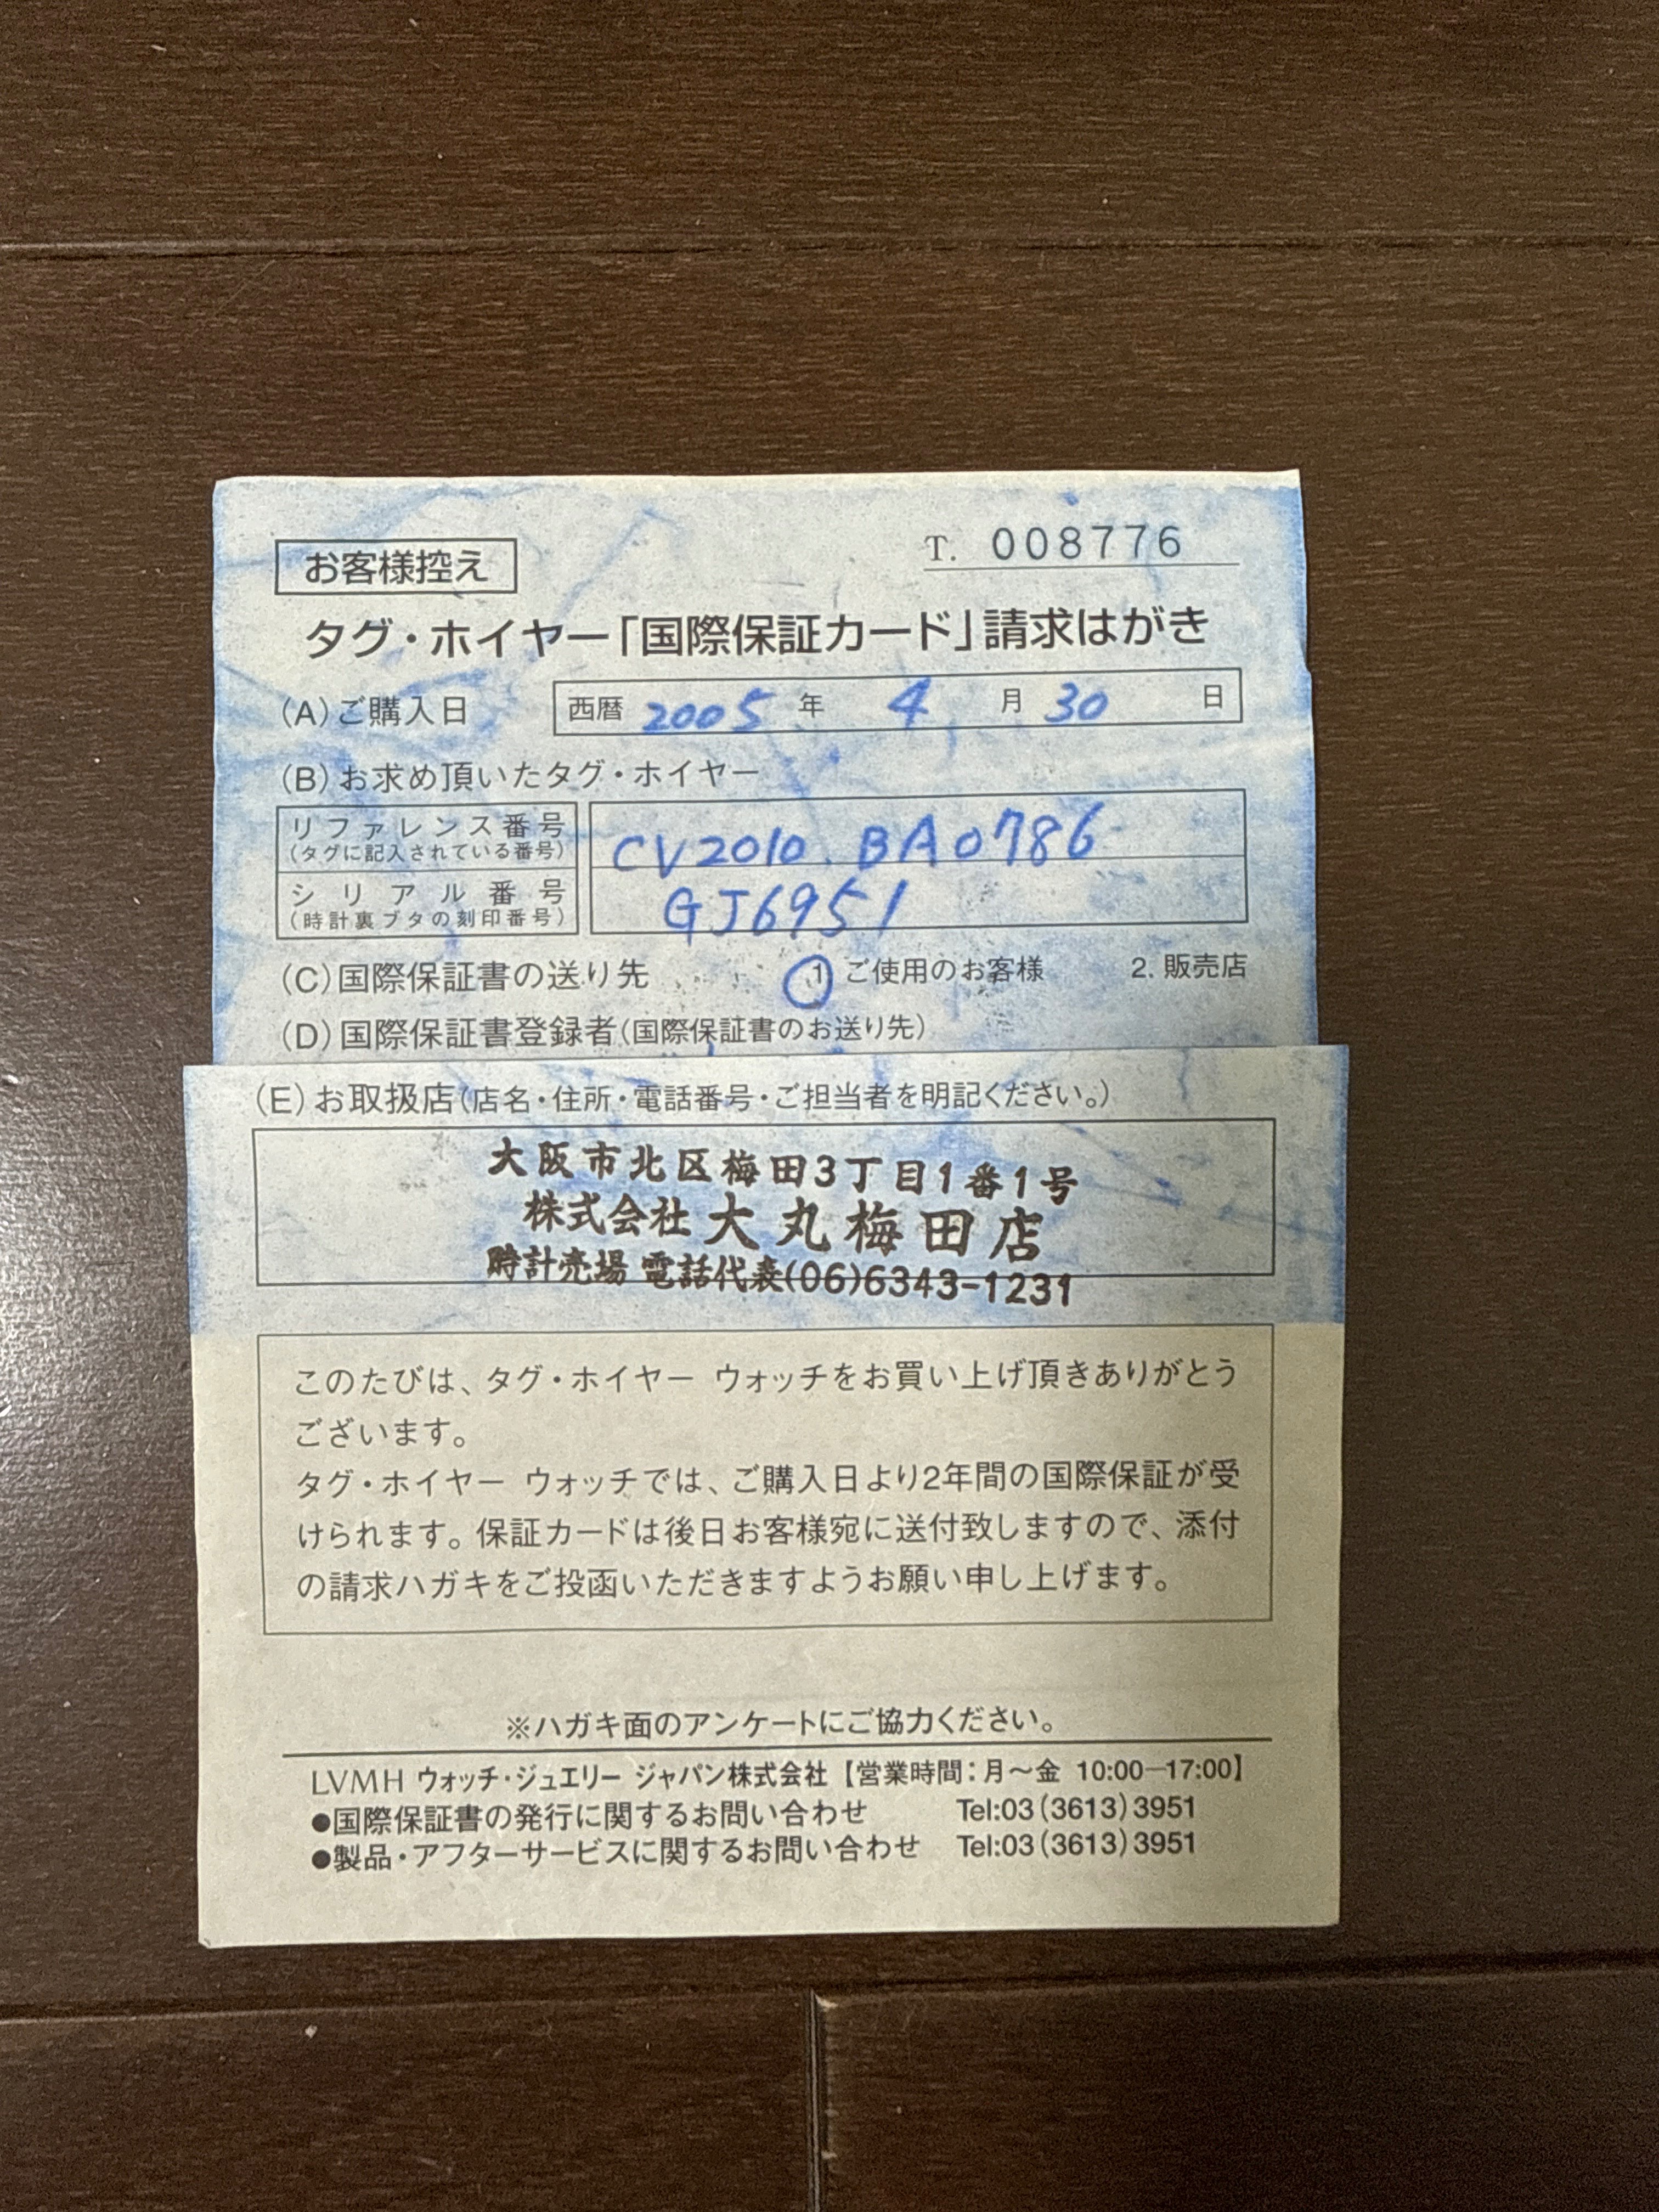 お客様控え
T. 008776
タグ・ホイヤー「国際保証カード」請求はがき
(A)ご購入日 西暦 2005 年 4 月 30 日
(B)お求め頂いたタグ・ホイヤー
リファレンス番号
(タグに記入されている番号)
CV2010.BA0786
シリアル番号
(時計裏ブタの刻印番号)
GJ6951
(C)国際保証書の送り先 1 ご使用のお客様 2. 販売店
(D)国際保証書登録者(国際保証書のお送り先)
(E)お取扱店(店名・住所・電話番号・ご担当者を明記ください。)
大阪市北区梅田3丁目1番1号
株式会社 大丸梅田店
時計売場 電話代表(06)6343-1231
このたびは、タグ・ホイヤー ウォッチをお買い上げ頂きありがとう
ございます。
タグ・ホイヤー ウォッチでは、ご購入日より2年間の国際保証が受
けられます。保証カードは後日お客様宛に送付致しますので、添付
の請求ハガキをご投函いただきますようお願い申し上げます。
※ハガキ面のアンケートにご協力ください。
LVMH ウォッチ・ジュエリー ジャパン株式会社【営業時間：月～金 10:00—17:00】
●国際保証書の発行に関するお問い合わせ Tel:03(3613)3951
●製品・アフターサービスに関するお問い合わせ Tel:03(3613)3951